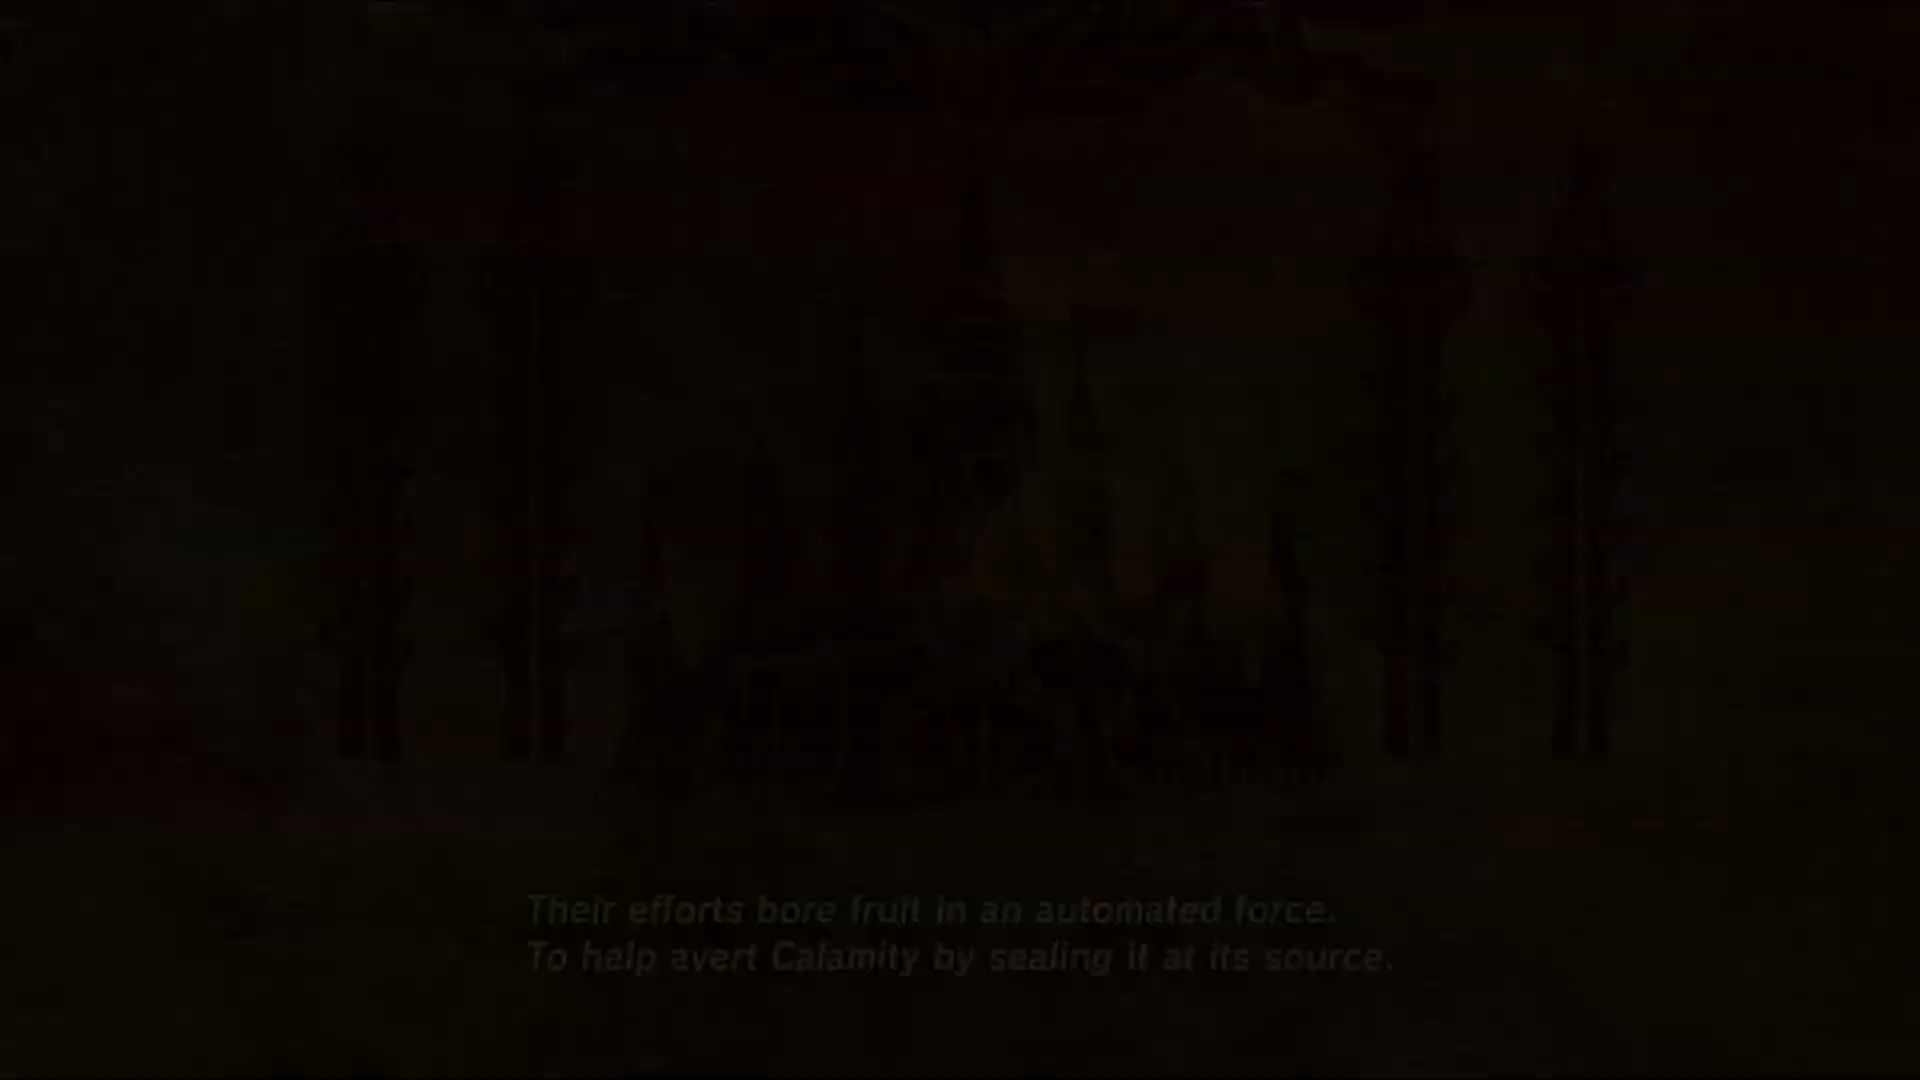 Their efforts bore fruit in an automated force.
To help avert Calamity by sealing it at its source.